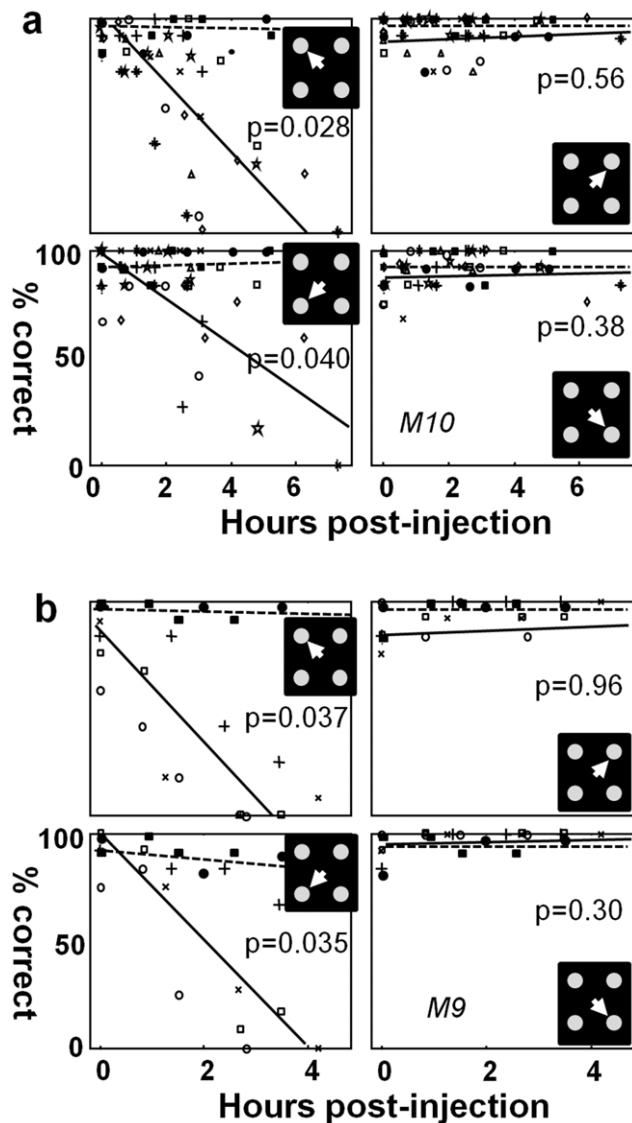 a
p=0.028
p=0.56
% correct
100
50
0
p=0.040
p=0.38
M10
0 2 4 6
0 2 4 6
Hours post-injection
b
p=0.037
p=0.96
% correct
100
50
0
p=0.035
p=0.30
M9
0 2 4
0 2 4
Hours post-injection